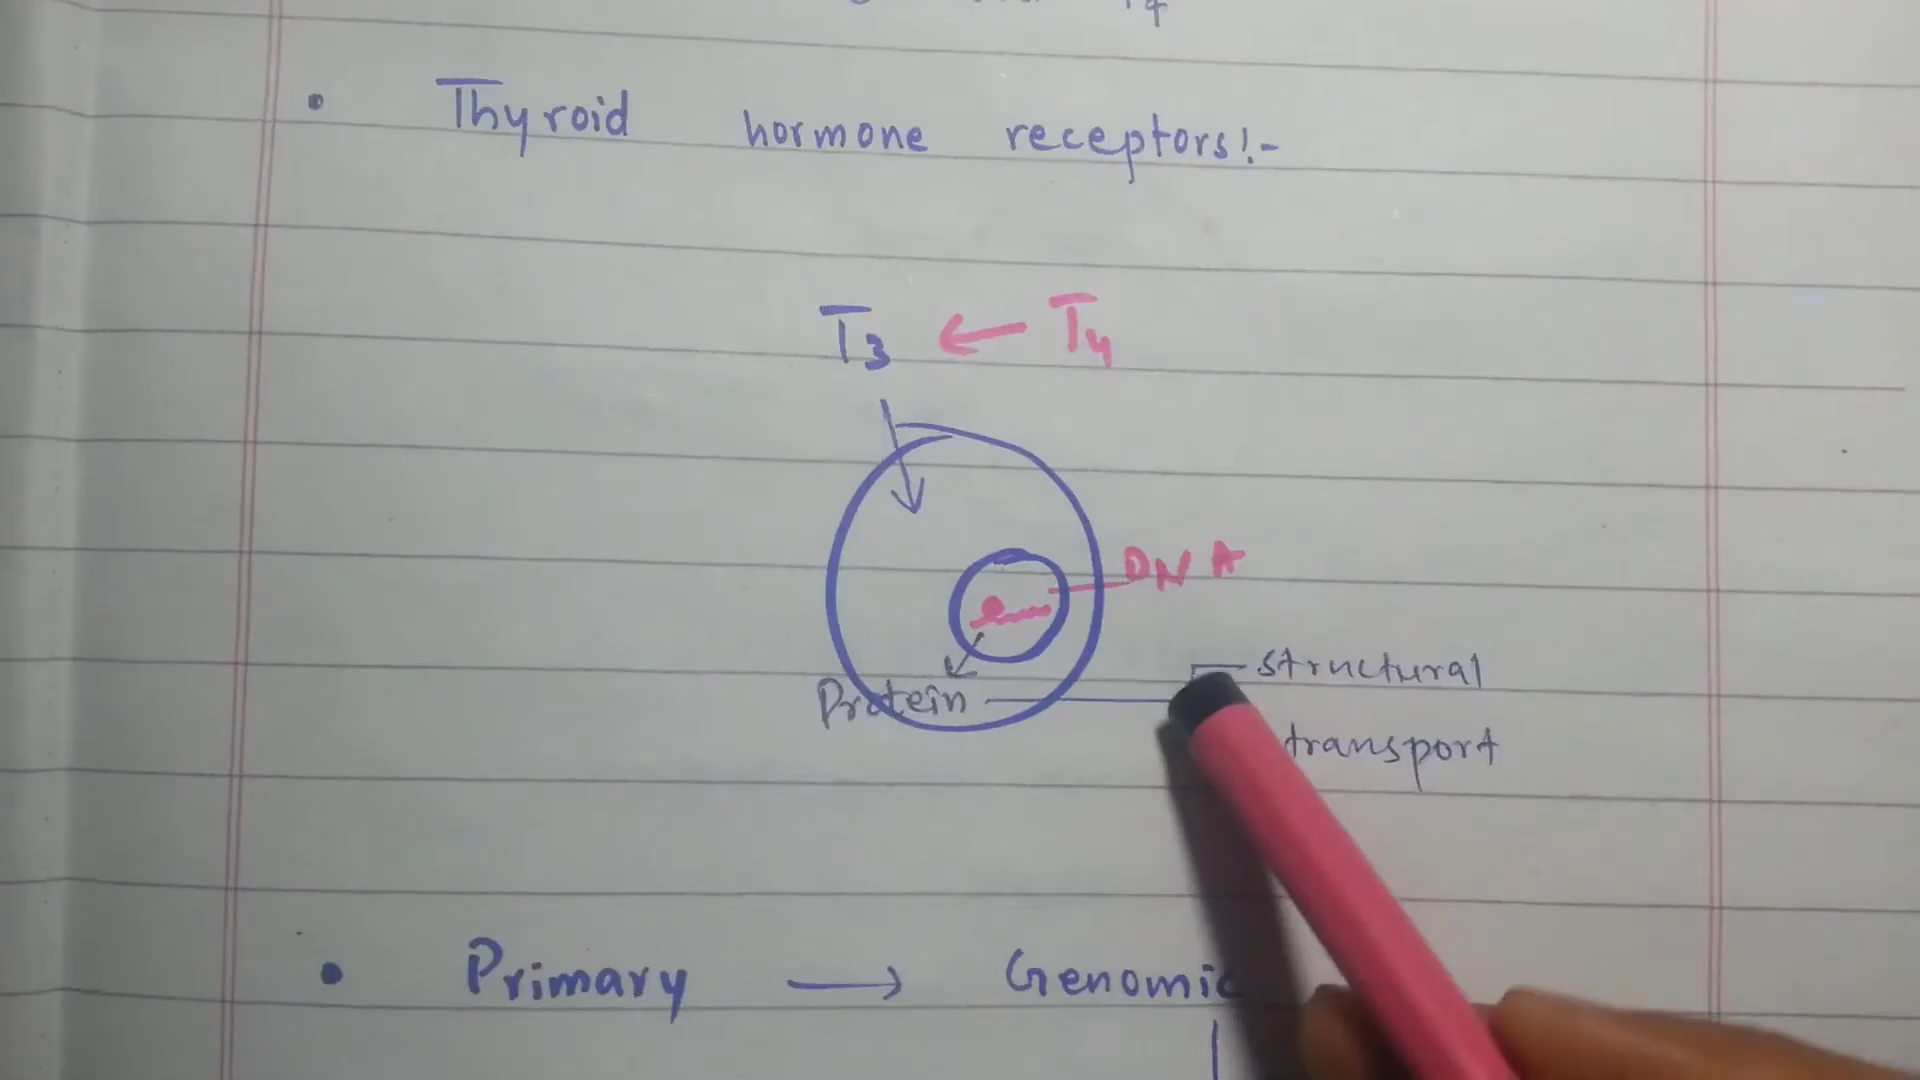 • Thyroid hormone receptors:-
T3 ← T4
DNA
structural
Protein
transport
• Primary → Genomic